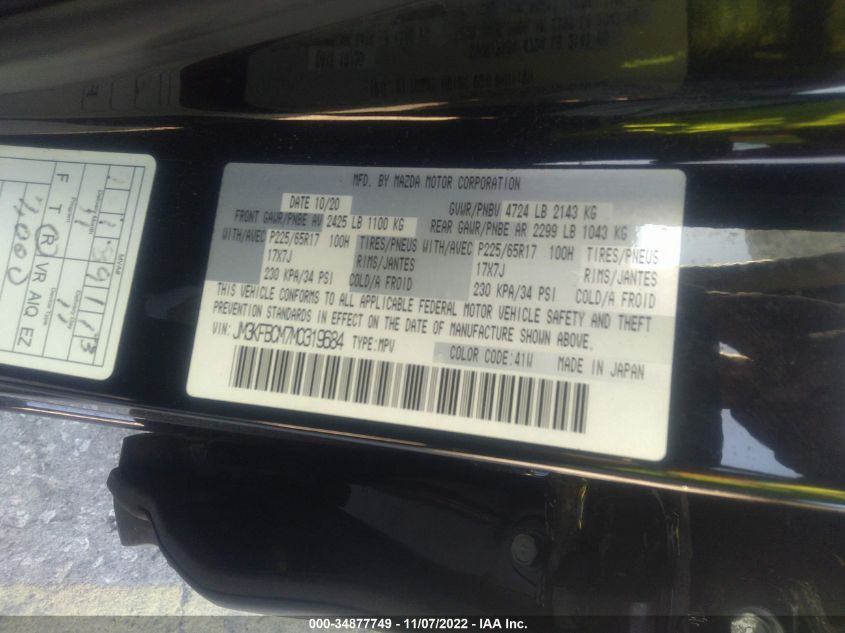 MFD. BY MAZDA MOTOR CORPORATION
DATE 10/20 GVWR/PNBV 4724 LB 2143 KG
FRONT GAWR/PNBE AV 2425 LB 1100 KG REAR GAWR/PNBE AR 2299 LB 1043 KG
WITH/AVEC P225/65R17 100H TIRES/PNEUS WITH/AVEC P225/65R17 100H TIRES/PNEUS
17X7J RIMS/JANTES 17X7J RIMS/JANTES
230 KPA/34 PSI COLD/A FROID 230 KPA/34 PSI COLD/A FROID
THIS VEHICLE CONFORMS TO ALL APPLICABLE FEDERAL MOTOR VEHICLE SAFETY AND THEFT
PREVENTION STANDARDS IN EFFECT ON THE DATE OF MANUFACTURE SHOWN ABOVE.
VIN: JM3KFBCM7M0319684 TYPE:MPV COLOR CODE:41W MADE IN JAPAN
F T R VR AIQ EZ
000-34877749 - 11/07/2022 - IAA Inc.